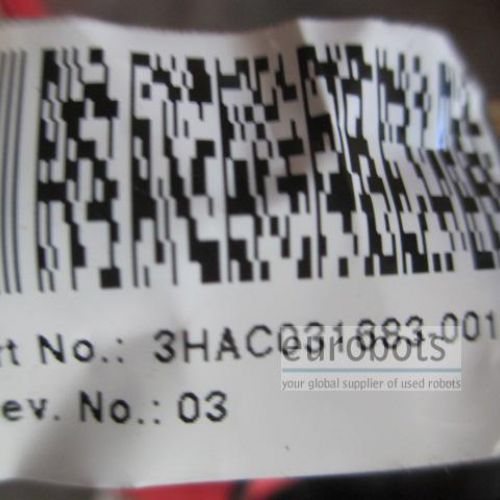 rt No.: 3HAC031683-001
ev. No.: 03
eurobots
your global supplier of used robots